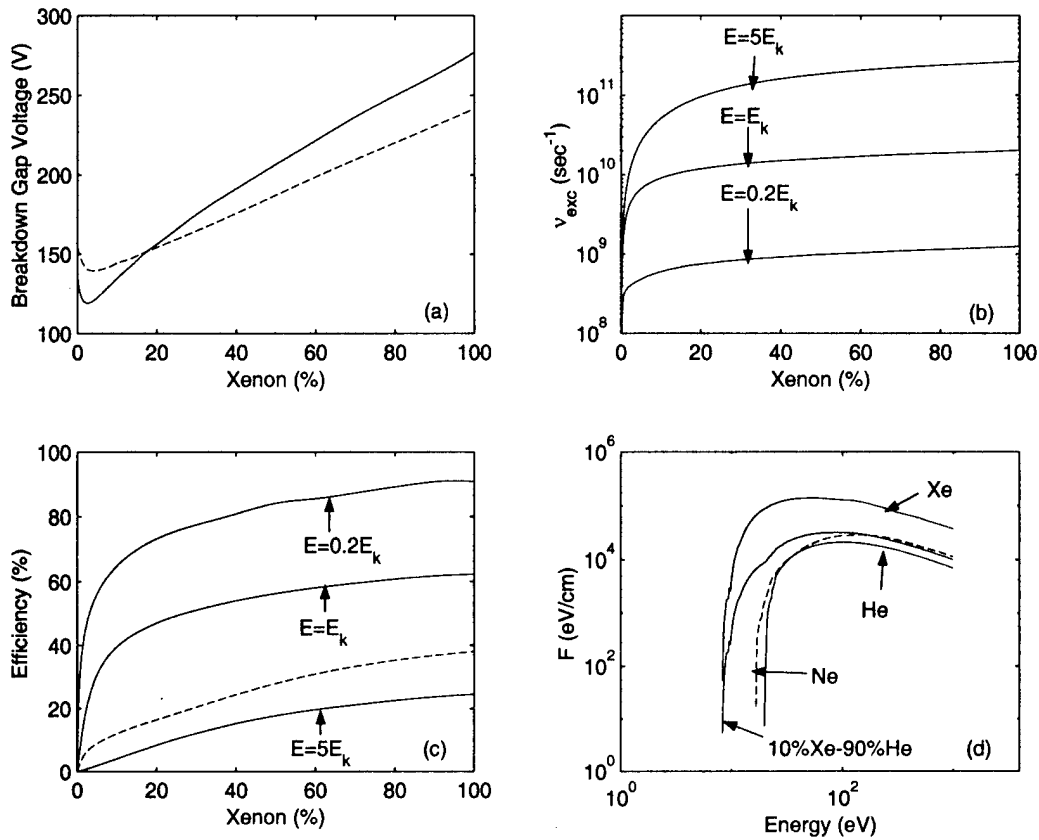 300
250
200
150
100
Breakdown Gap Voltage (V)
0 20 40 60 80 100
Xenon (%)
(a)
E=5E_k
E=E_k
E=0.2E_k
10^11
10^10
10^9
10^8
ν_exc (sec^-1)
0 20 40 60 80 100
Xenon (%)
(b)
100
80
60
40
20
0
Efficiency (%)
E=0.2E_k
E=E_k
E=5E_k
0 20 40 60 80 100
Xenon (%)
(c)
10^6
10^4
10^2
10^0
F (eV/cm)
Xe
He
Ne
10%Xe-90%He
(d)
10^0 10^2
Energy (eV)